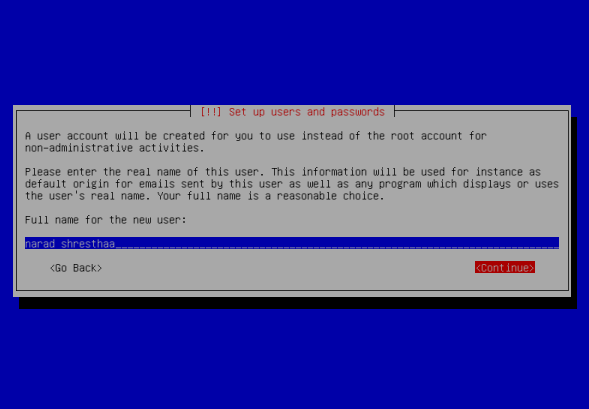 [!!] Set up users and passwords
A user account will be created for you to use instead of the root account for
non-administrative activities.
Please enter the real name of this user. This information will be used for instance as
default origin for emails sent by this user as well as any program which displays or uses
the user's real name. Your full name is a reasonable choice.
Full name for the new user:
narad shresthaa
<Go Back> <Continue>